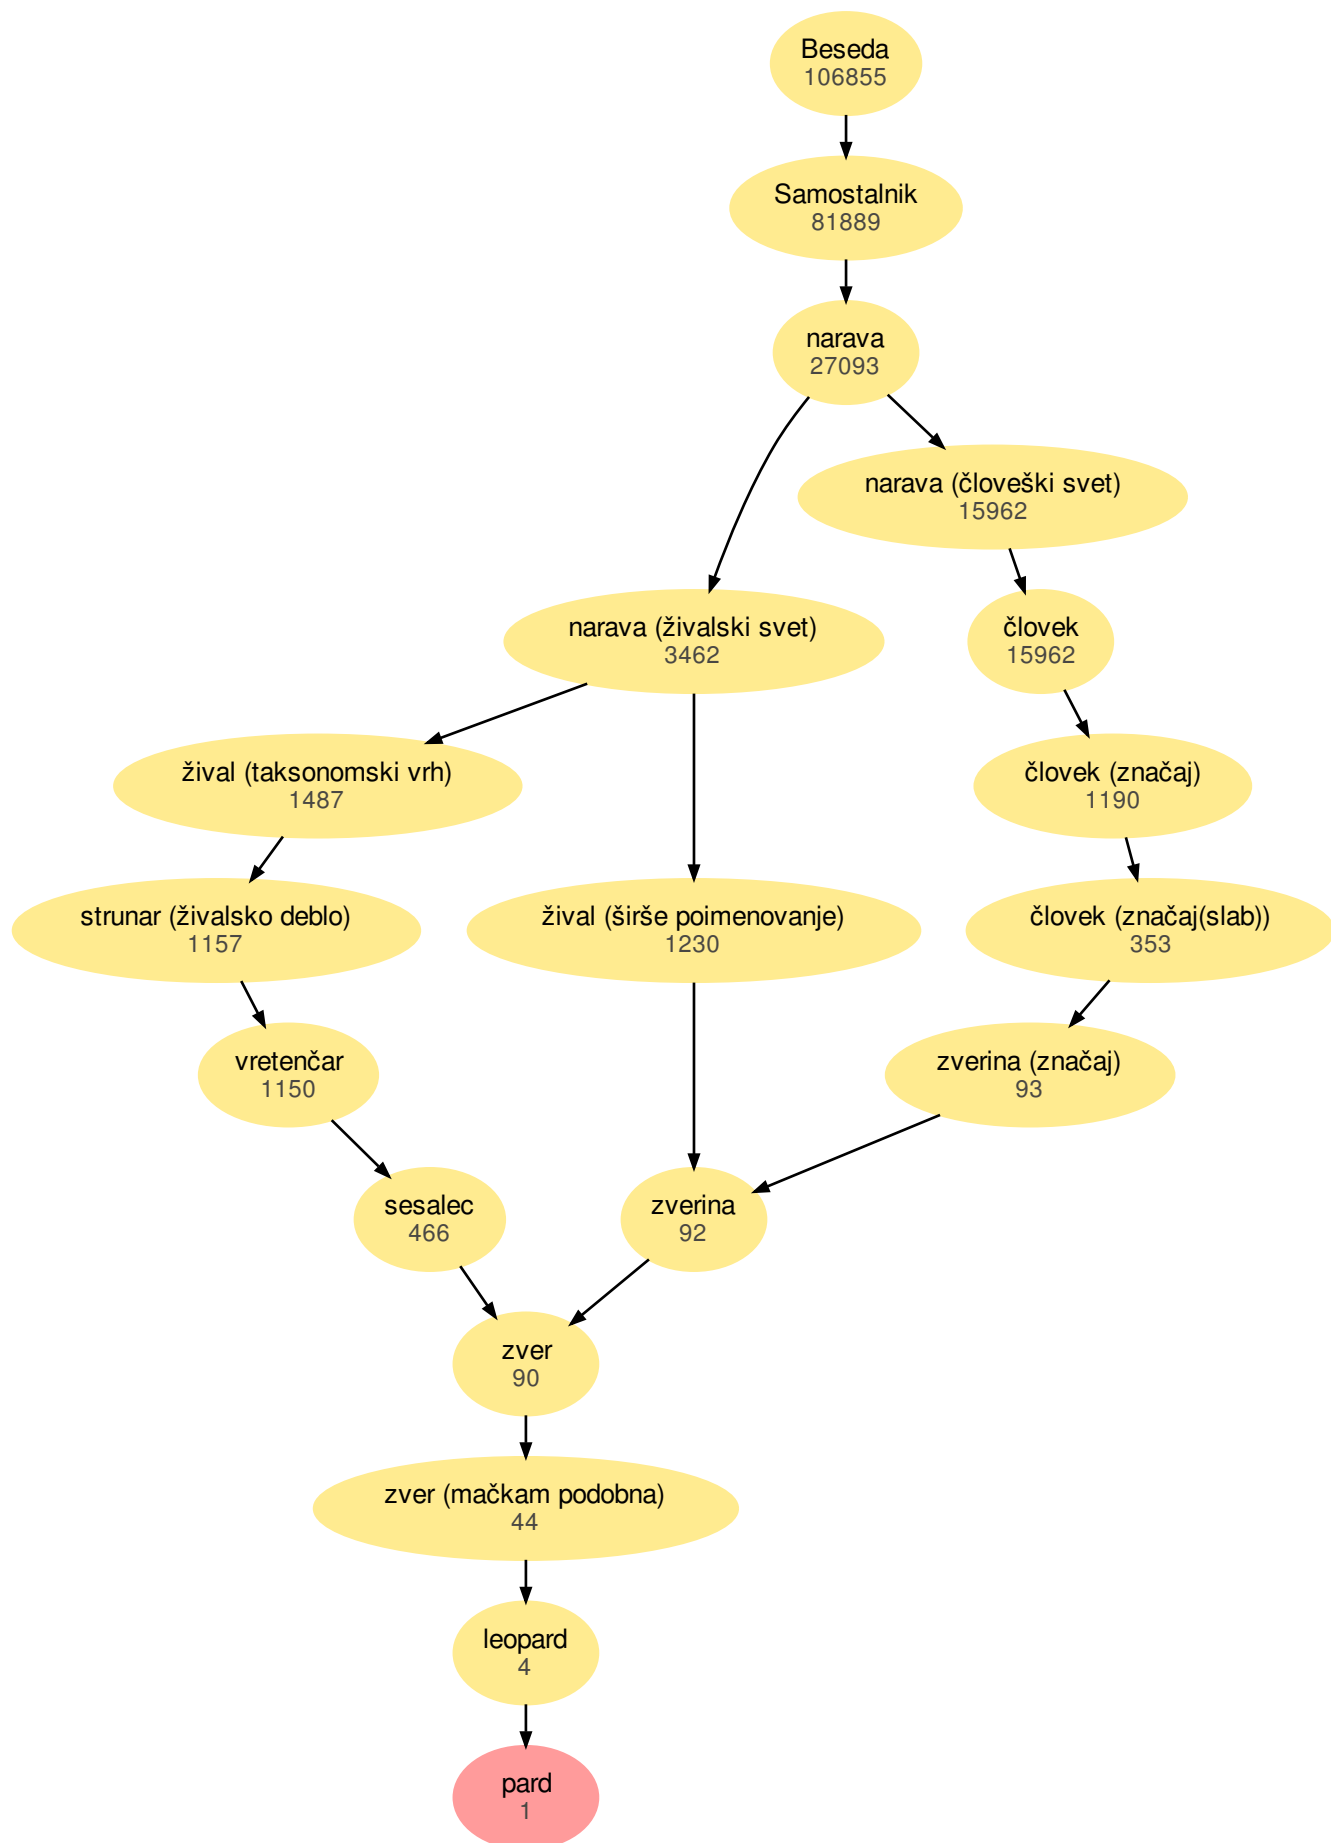 Beseda
106855
Samostalnik
81889
narava
27093
narava (človeški svet)
15962
narava (živalski svet)
3462
človek
15962
žival (taksonomski vrh)
1487
človek (značaj)
1190
strunar (živalsko deblo)
1157
žival (širše poimenovanje)
1230
človek (značaj(slab))
353
vretenčar
1150
zverina (značaj)
93
sesalec
466
zverina
92
zver
90
zver (mačkam podobna)
44
leopard
4
pard
1